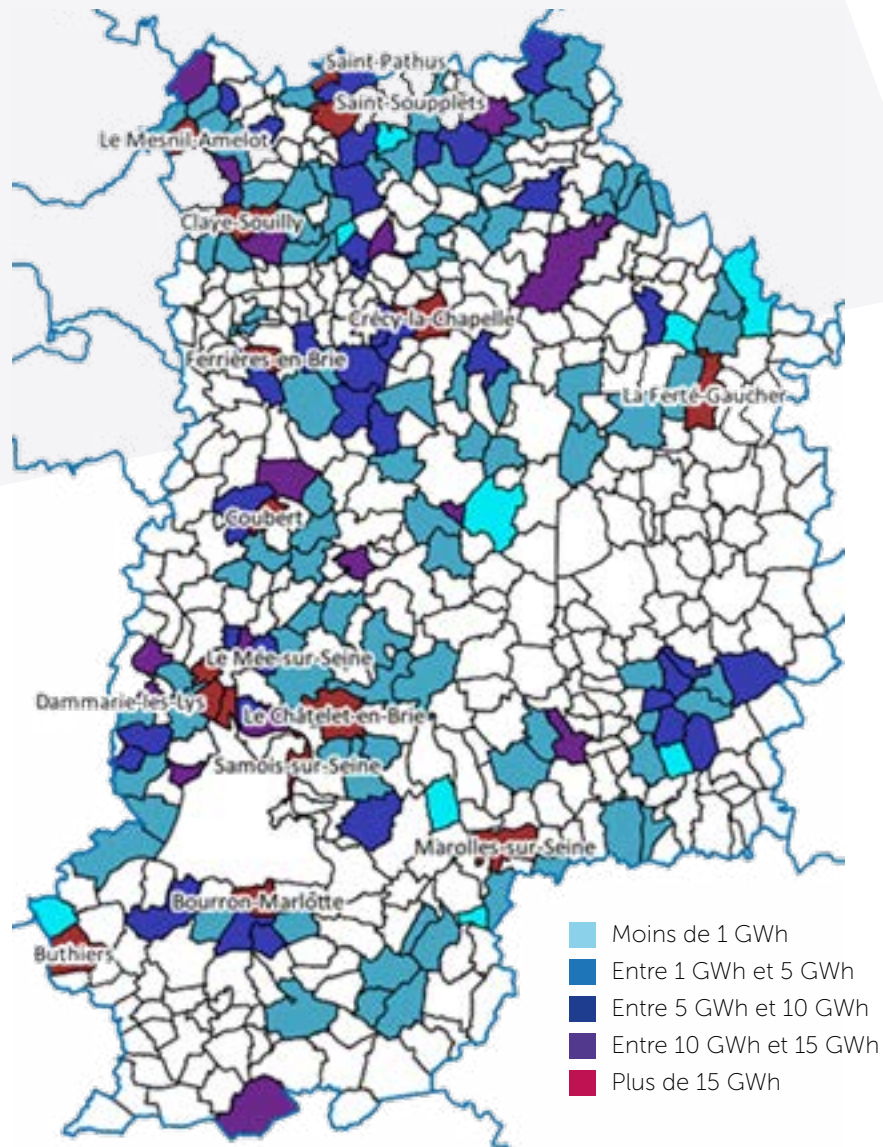 Saint-Pathus
Saint-Soupplets
Le Mesnil-Amelot
Claye-Souilly
Crécy-la-Chapelle
Ferrières-en-Brie
La Ferté-Gaucher
Coubert
Le Mée-sur-Seine
Dammarie-les-Lys
Le Châtelet-en-Brie
Samois-sur-Seine
Marolles-sur-Seine
Bourron-Marlotte
Buthiers
Moins de 1 GWh
Entre 1 GWh et 5 GWh
Entre 5 GWh et 10 GWh
Entre 10 GWh et 15 GWh
Plus de 15 GWh